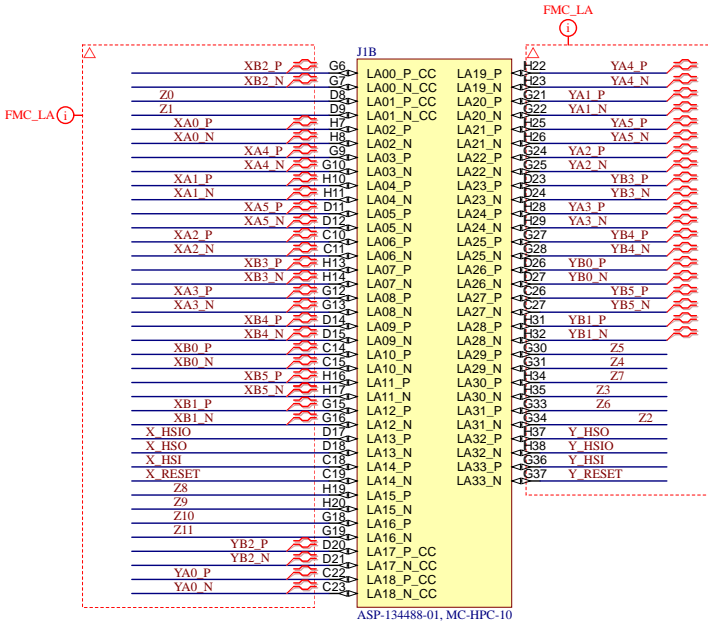 FMC_LA
J1B
FMC_LA
XB2_P G6 LA00_P_CC LA19_P H22 YA4_P
XB2_N G7 LA00_N_CC LA19_N H23 YA4_N
Z0 D8 LA01_P_CC LA20_P G21 YA1_P
Z1 D9 LA01_N_CC LA20_N G22 YA1_N
XA0_P H7 LA02_P LA21_P H25 YA5_P
XA0_N H8 LA02_N LA21_N H26 YA5_N
XA4_P G9 LA03_P LA22_P G24 YA2_P
XA4_N G10 LA03_N LA22_N G25 YA2_N
XA1_P H10 LA04_P LA23_P D23 YB3_P
XA1_N H11 LA04_N LA23_N D24 YB3_N
XA5_P D11 LA05_P LA24_P H28 YA3_P
XA5_N D12 LA05_N LA24_N H29 YA3_N
XA2_P C10 LA06_P LA25_P G27 YB4_P
XA2_N C11 LA06_N LA25_N G28 YB4_N
XB3_P H13 LA07_P LA26_P D26 YB0_P
XB3_N H14 LA07_N LA26_N D27 YB0_N
XA3_P G12 LA08_P LA27_P C26 YB5_P
XA3_N G13 LA08_N LA27_N C27 YB5_N
XB4_P D14 LA09_P LA28_P H31 YB1_P
XB4_N D15 LA09_N LA28_N H32 YB1_N
XB0_P C14 LA10_P LA29_P G30 Z5
XB0_N C15 LA10_N LA29_N G31 Z4
XB5_P H16 LA11_P LA30_P H34 Z7
XB5_N H17 LA11_N LA30_N H35 Z3
XB1_P G15 LA12_P LA31_P G33 Z6
XB1_N G16 LA12_N LA31_N G34 Z2
X_HSIO D17 LA13_P LA32_P H37 Y_HSO
X_HSO D18 LA13_N LA32_N H38 Y_HSIO
X_HSI C18 LA14_P LA33_P G36 Y_HSI
X_RESET C19 LA14_N LA33_N G37 Y_RESET
Z8 H19 LA15_P
Z9 H20 LA15_N
Z10 G18 LA16_P
Z11 G19 LA16_N
YB2_P D20 LA17_P_CC
YB2_N D21 LA17_N_CC
YA0_P C22 LA18_P_CC
YA0_N C23 LA18_N_CC
ASP-134488-01, MC-HPC-10